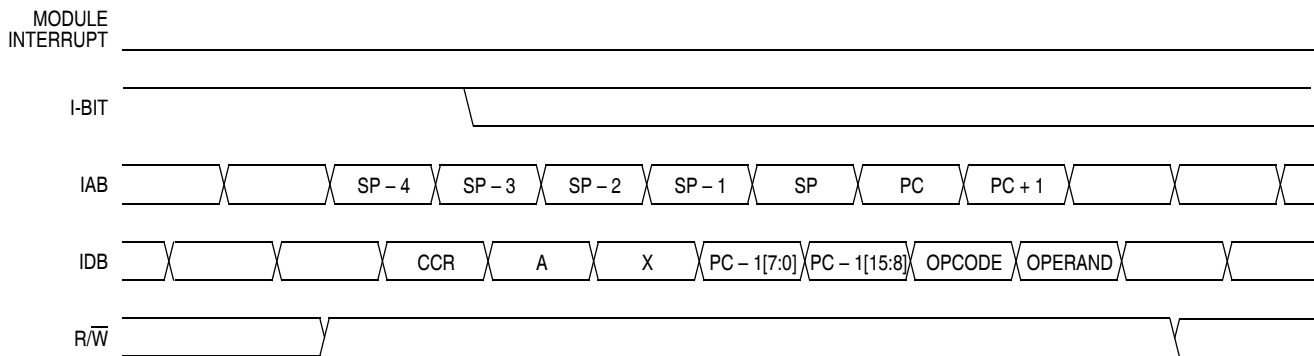 MODULE
INTERRUPT
I-BIT
IAB
SP – 4 SP – 3 SP – 2 SP – 1 SP PC PC + 1
IDB
CCR A X PC – 1[7:0] PC – 1[15:8] OPCODE OPERAND
R/W̅